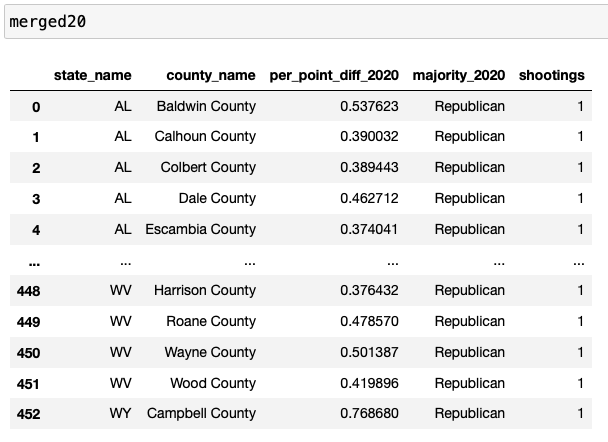 merged20
state_name county_name per_point_diff_2020 majority_2020 shootings
0 AL Baldwin County 0.537623 Republican 1
1 AL Calhoun County 0.390032 Republican 1
2 AL Colbert County 0.389443 Republican 1
3 AL Dale County 0.462712 Republican 1
4 AL Escambia County 0.374041 Republican 1
... ... ... ... ... ...
448 WV Harrison County 0.376432 Republican 1
449 WV Roane County 0.478570 Republican 1
450 WV Wayne County 0.501387 Republican 1
451 WV Wood County 0.419896 Republican 1
452 WY Campbell County 0.768680 Republican 1